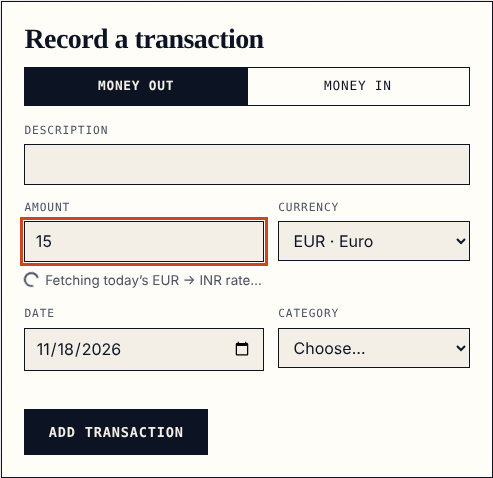 Record a transaction
MONEY OUT
MONEY IN
DESCRIPTION
AMOUNT
CURRENCY
15
EUR · Euro
Fetching today's EUR → INR rate…
DATE
CATEGORY
11/18/2026
Choose…
ADD TRANSACTION